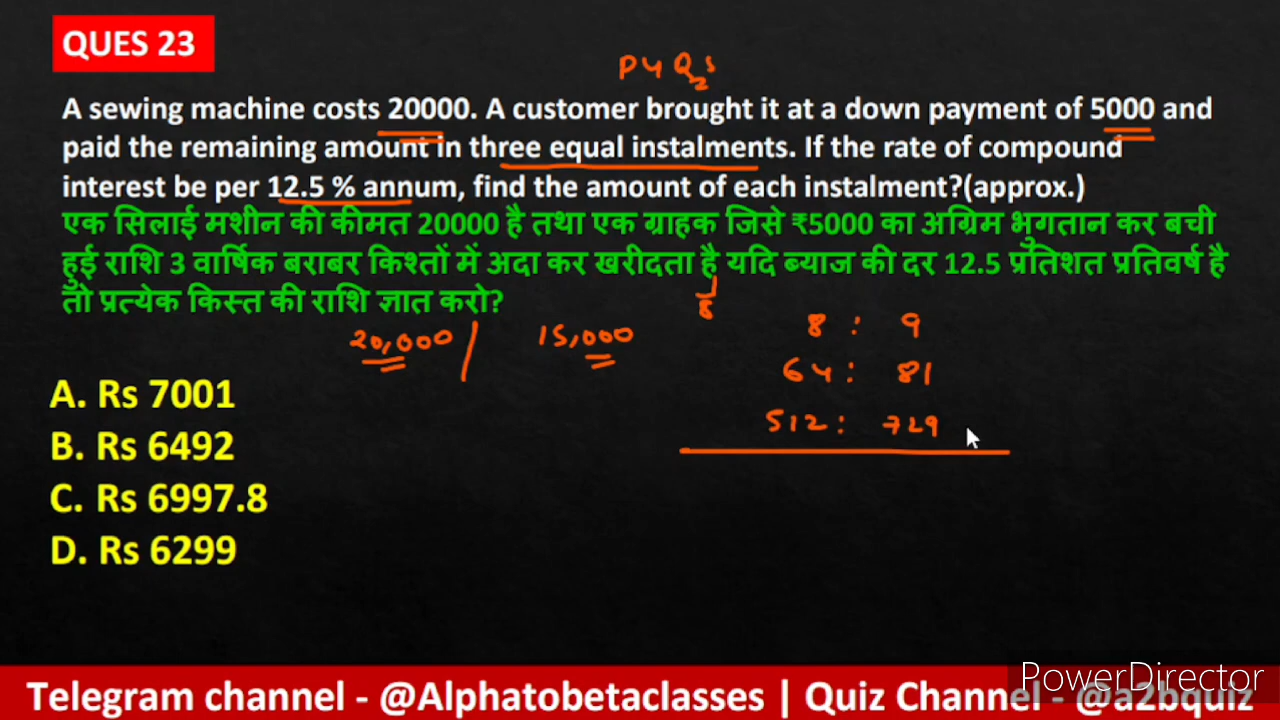 QUES 23
P Y Q s
A sewing machine costs 20000. A customer brought it at a down payment of 5000 and
paid the remaining amount in three equal instalments. If the rate of compound
interest be per 12.5 % annum, find the amount of each instalment?(approx.)
एक सिलाई मशीन की कीमत 20000 है तथा एक ग्राहक जिसे ₹5000 का अग्रिम भुगतान कर बची
हुई राशि 3 वार्षिक बराबर किश्तों में अदा कर खरीदता है यदि ब्याज की दर 12.5 प्रतिशत प्रतिवर्ष है
तो प्रत्येक किस्त की राशि ज्ञात करो?
1
8
20,000 / 15,000
8 : 9
64 : 81
512 : 729
A. Rs 7001
B. Rs 6492
C. Rs 6997.8
D. Rs 6299
PowerDirector
Telegram channel - @Alphatobetaclasses | Quiz Channel - @a2bquiz